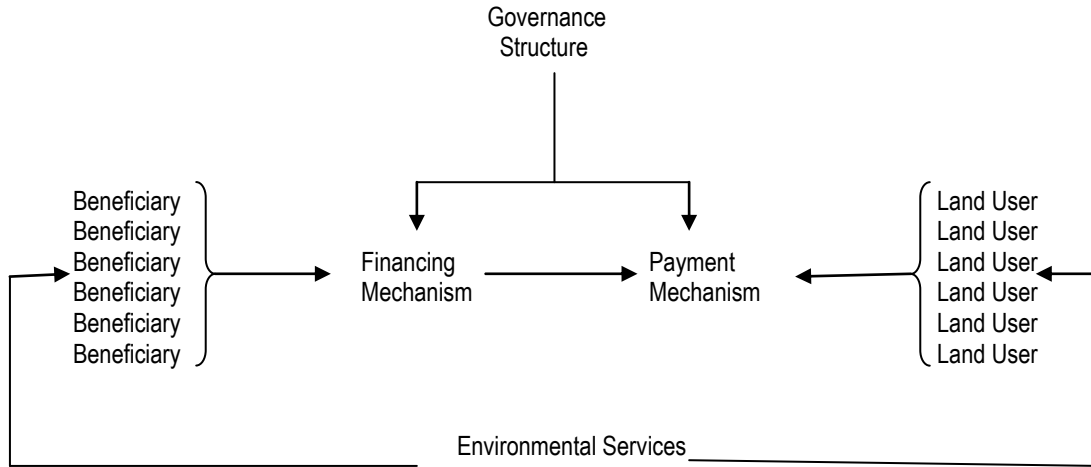 Governance
Structure
Beneficiary
Beneficiary
Beneficiary
Beneficiary
Beneficiary
Beneficiary
Financing
Mechanism
Payment
Mechanism
Land User
Land User
Land User
Land User
Land User
Land User
Environmental Services